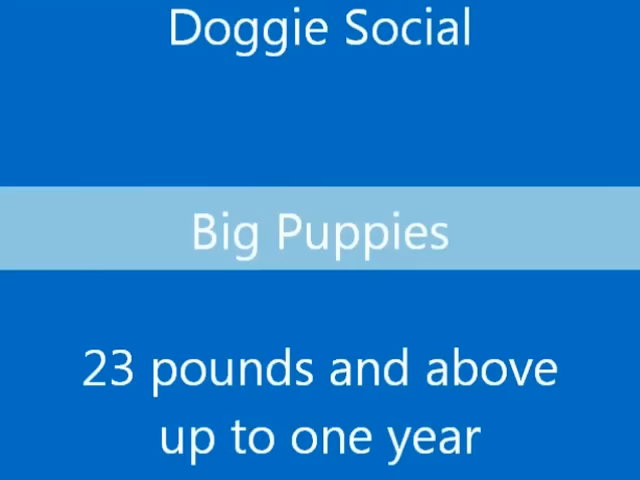 Doggie Social
Big Puppies
23 pounds and above
up to one year